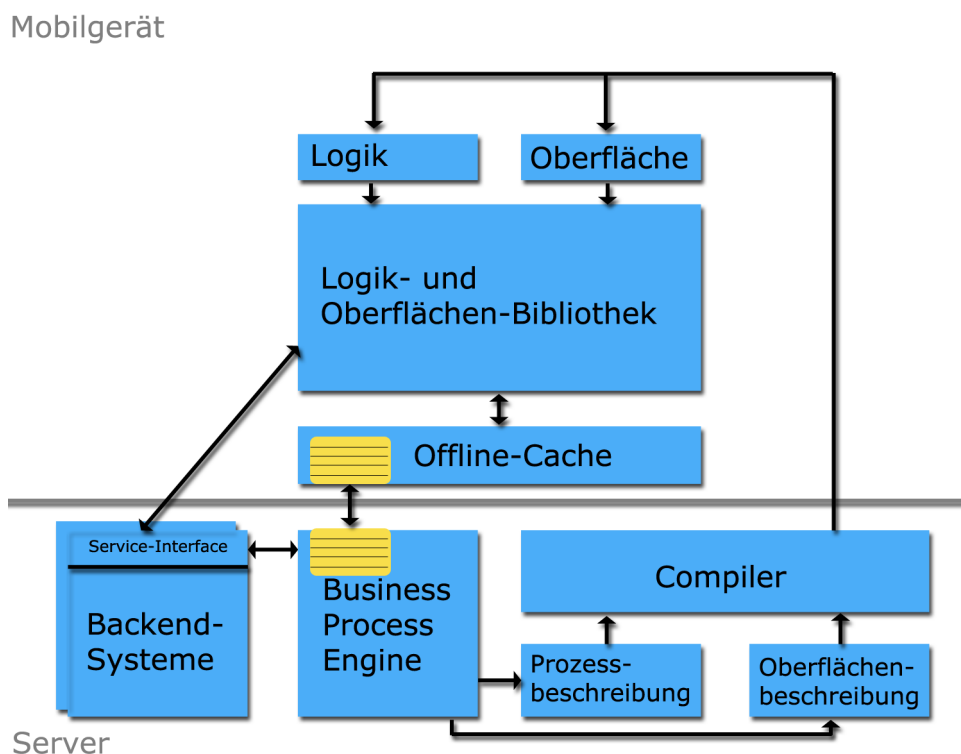 Mobilgerät
Logik
Oberfläche
Logik- und
Oberflächen-Bibliothek
Offline-Cache
Service-Interface
Backend-
Systeme
Business
Process
Engine
Compiler
Prozess-
beschreibung
Oberflächen-
beschreibung
Server